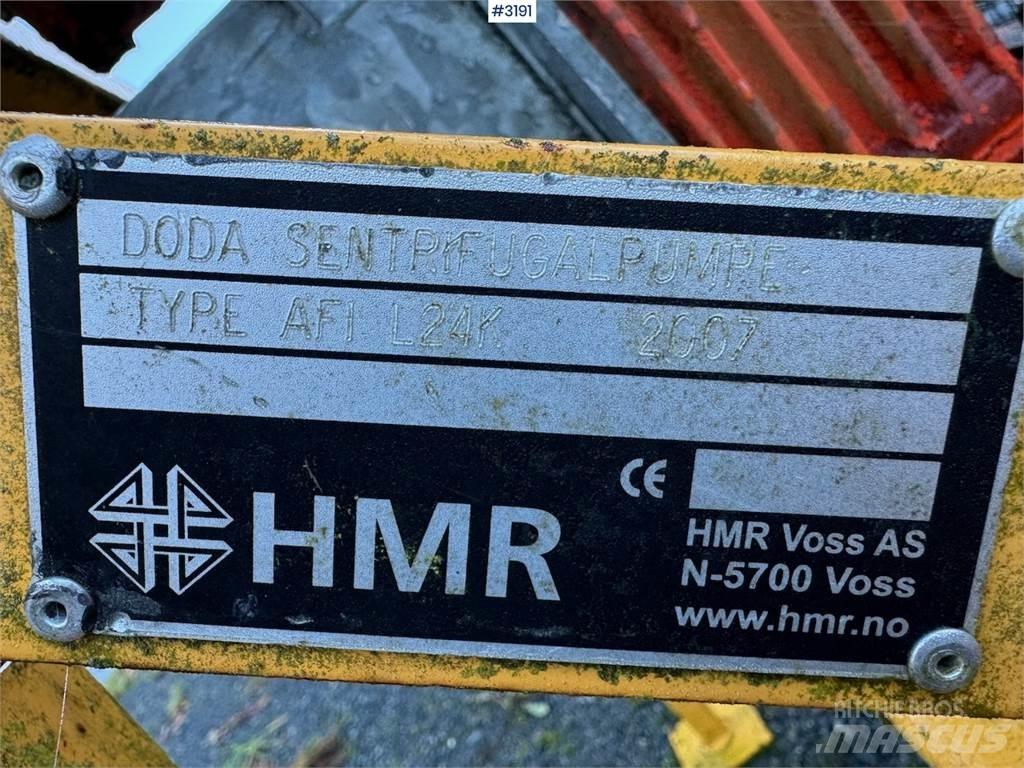 #3191
DODA SENTRIFUGALPUMPE
TYPE AFI L24K 2007
CE
HMR
HMR Voss AS
N-5700 Voss
www.hmr.no
RITCHIE BROS.
MASCUS